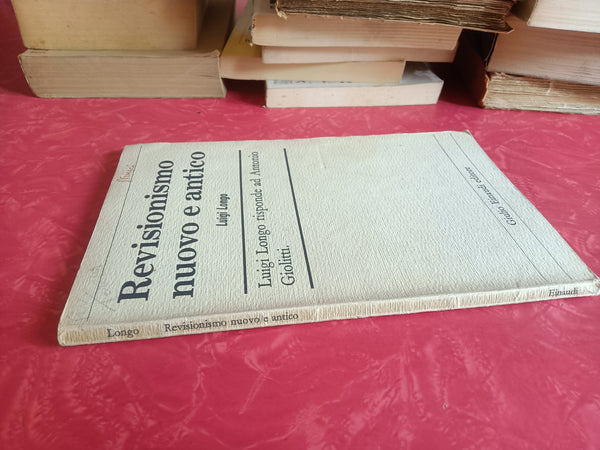 Revisionismo
nuovo e antico
Luigi Longo
Luigi Longo risponde ad Antonio
Giolitti.
Giulio Einaudi editore
Longo Revisionismo nuovo e antico Einaudi